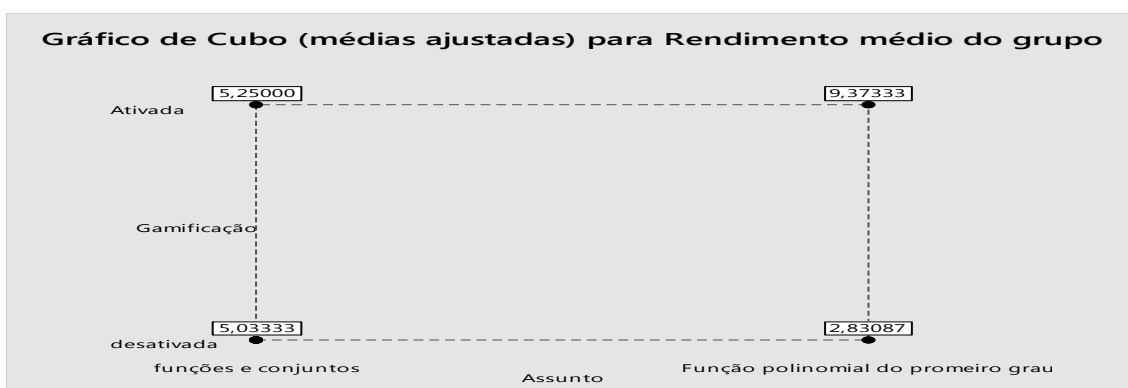 Gráfico de Cubo (médias ajustadas) para Rendimento médio do grupo
5,25000 9,37333
Ativada
Gamificação
5,03333 2,83087
desativada
funções e conjuntos Função polinomial do promeiro grau
Assunto